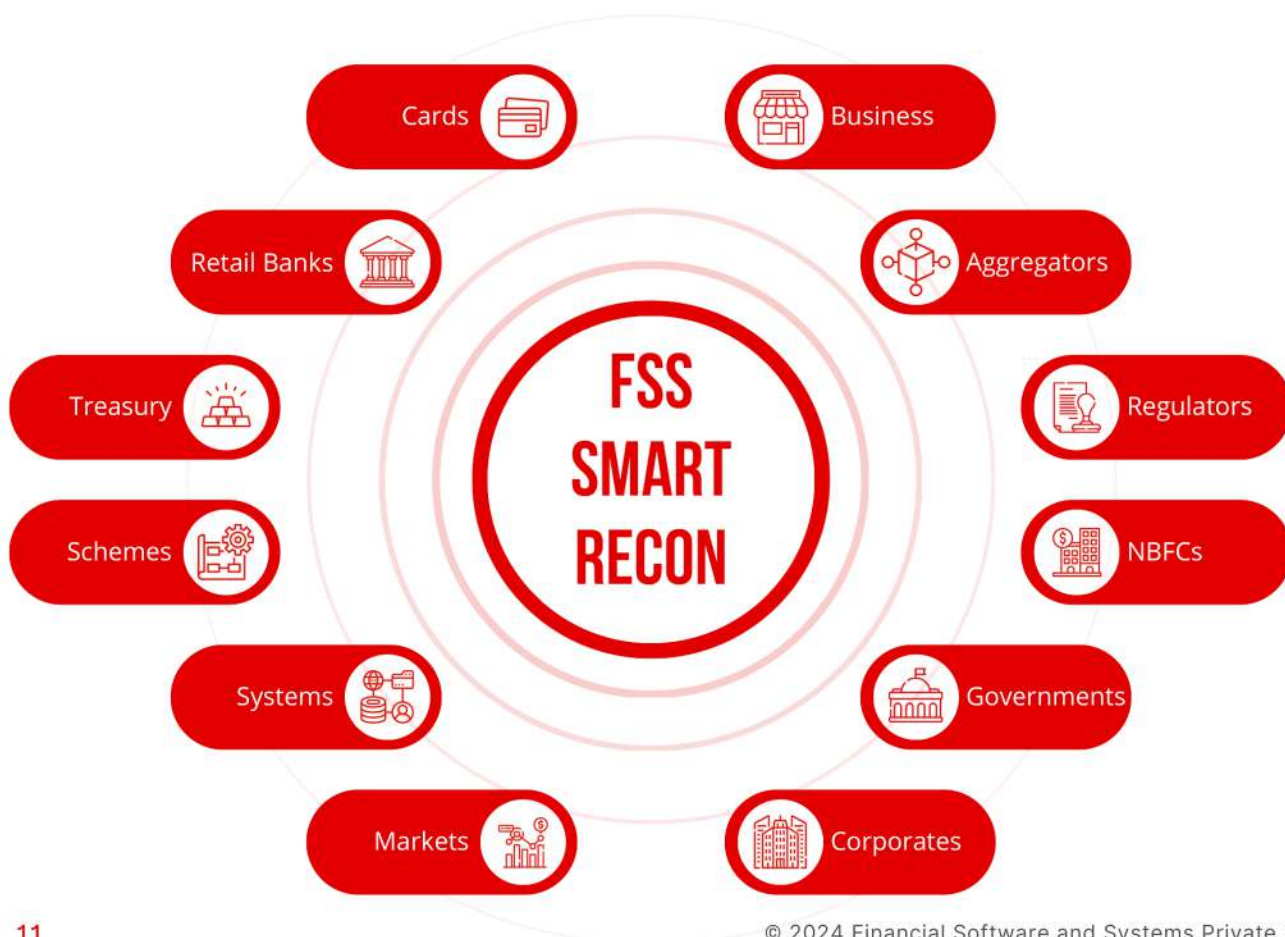 Cards
Business
Retail Banks
Aggregators
FSS
SMART
RECON
Treasury
Regulators
Schemes
NBFCs
Systems
Governments
Markets
Corporates
11
© 2024 Financial Software and Systems Private